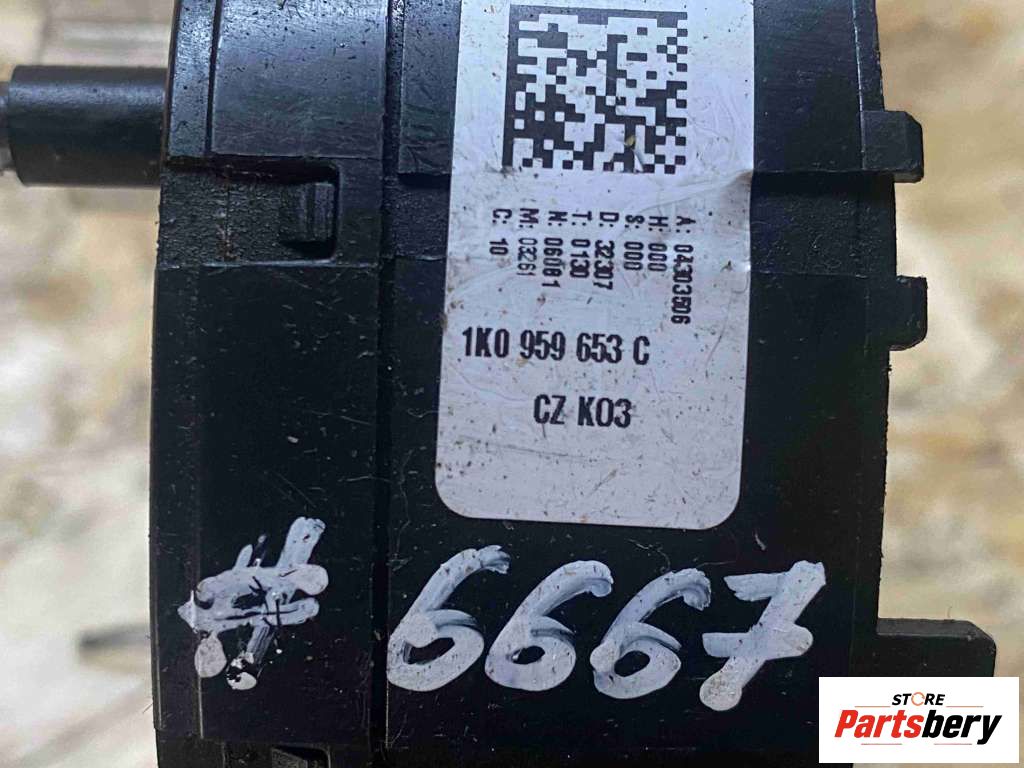 A: 04303506
H: 000
S: 000
D: 32307
T: 0130
N: 06081
M: 03261
C: 10
1K0 959 653 C
CZ K03
#6667
STORE
Partsbery